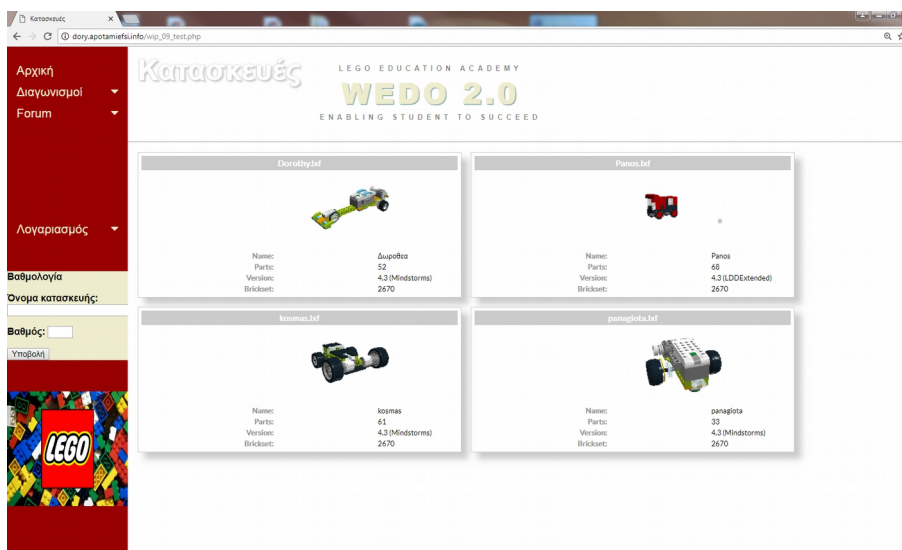 Κατασκευές
dory.apotamiefsi.info/wip_09_test.php
Αρχική
Διαγωνισμοί
Forum
Λογαριασμός
Βαθμολογία
Όνομα κατασκευής:
Βαθμός:
Υποβολή
LEGO
Κατασκευές
LEGO EDUCATION ACADEMY
WEDO 2.0
ENABLING STUDENT TO SUCCEED
Dorothy.lxf
Name: Δωροθεα
Parts: 52
Version: 4.3 (Mindstorms)
Brickset: 2670
Panos.lxf
Name: Panos
Parts: 68
Version: 4.3 (LDDExtended)
Brickset: 2670
kosmas.lxf
Name: kosmas
Parts: 61
Version: 4.3 (Mindstorms)
Brickset: 2670
panagiota.lxf
Name: panagiota
Parts: 33
Version: 4.3 (Mindstorms)
Brickset: 2670